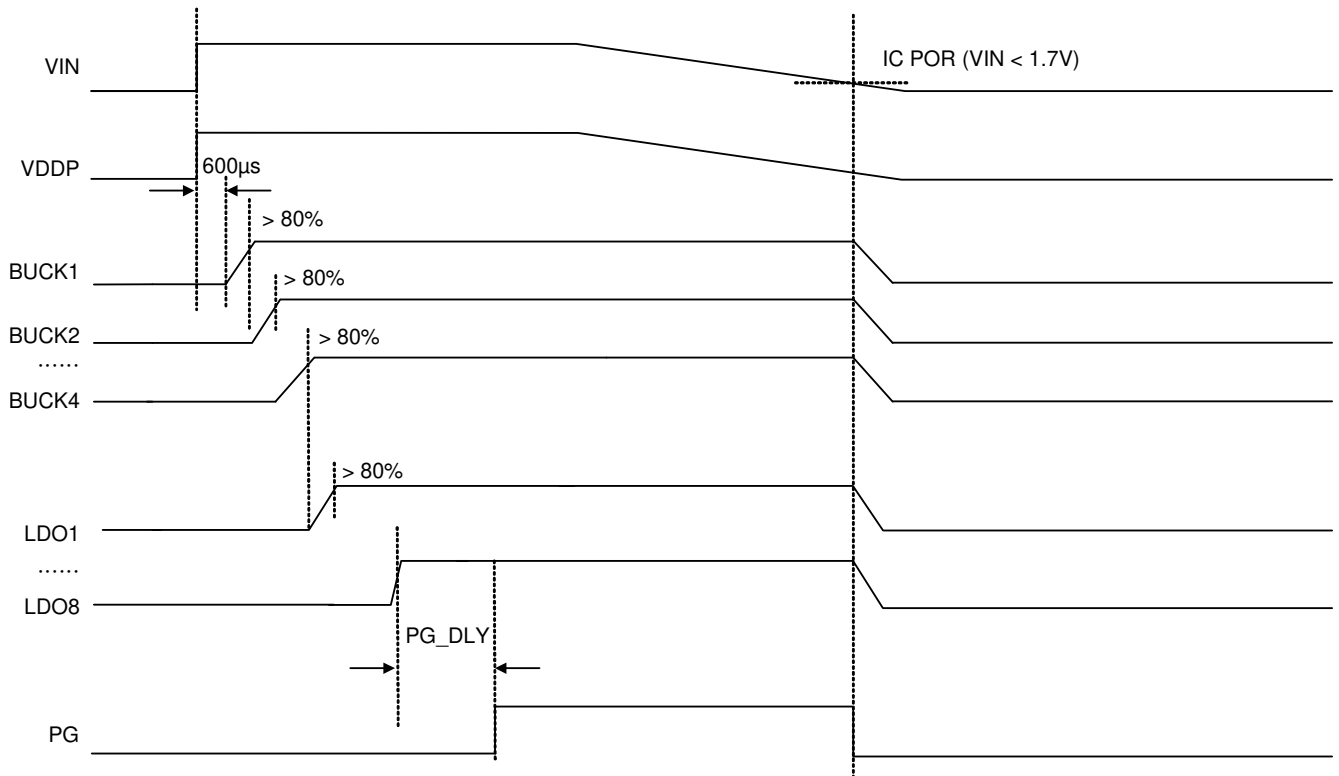 VIN
IC POR (VIN < 1.7V)
VDDP
600µs
> 80%
BUCK1
> 80%
BUCK2
> 80%
......
BUCK4
> 80%
LDO1
......
LDO8
PG_DLY
PG